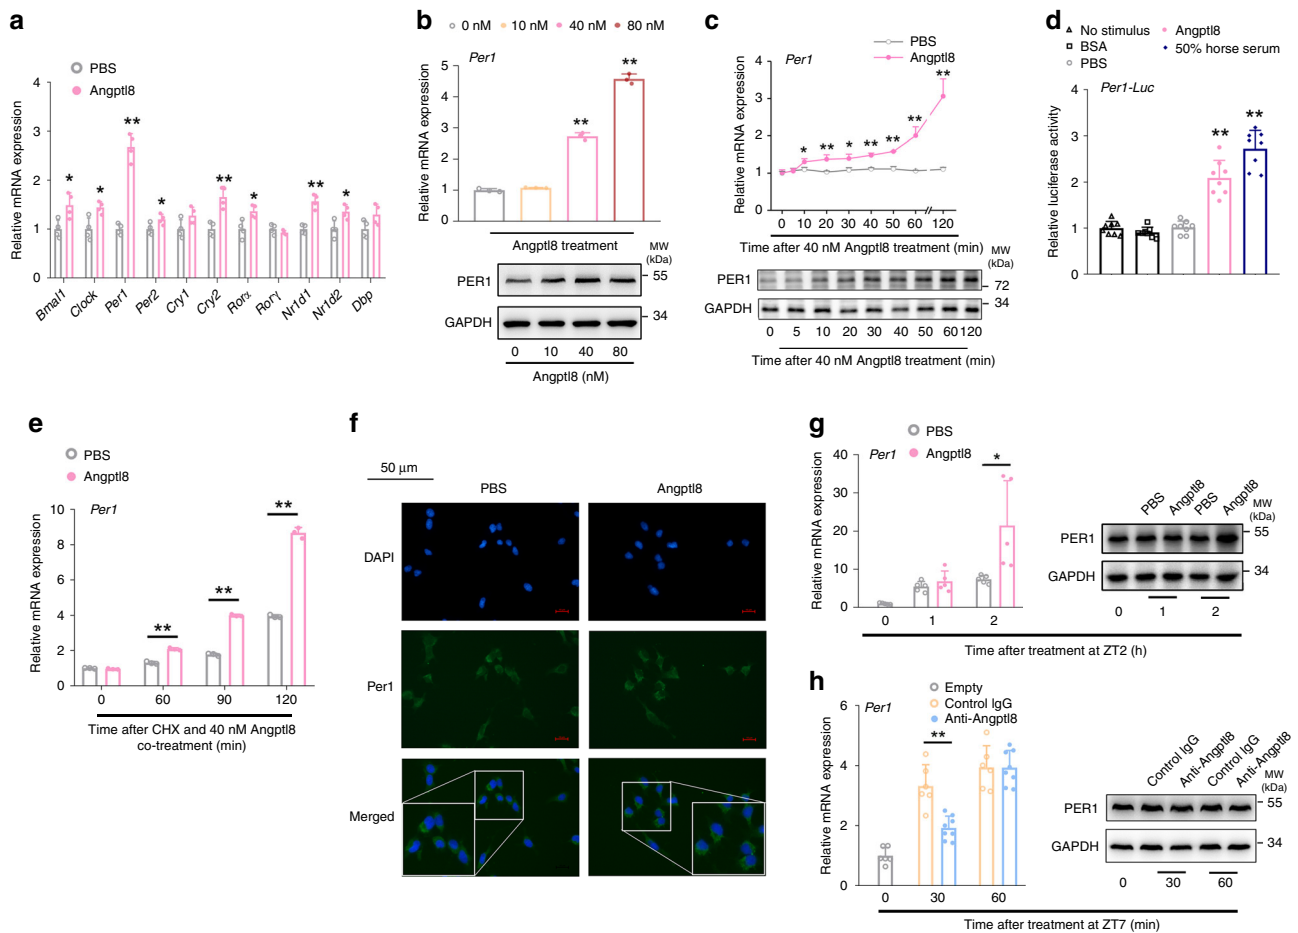 a
PBS
Angptl8
Relative mRNA expression
4
3
2
1
0
*
*
**
*
**
*
**
*
Bmal1
Clock
Per1
Per2
Cry1
Cry2
Rorα
Rorγ
Nr1d1
Nr1d2
Dbp
b
0 nM
10 nM
40 nM
80 nM
Per1
Relative mRNA expression
5
4
3
2
1
0
**
**
Angptl8 treatment
MW
(kDa)
PER1
55
GAPDH
34
0 10 40 80
Angptl8 (nM)
c
PBS
Angptl8
Per1
Relative mRNA expression
4
3
2
1
0
* ** * ** ** ** **
0 10 20 30 40 50 60 120
Time after 40 nM Angptl8 treatment (min)
MW
(kDa)
PER1
72
GAPDH
34
0 5 10 20 30 40 50 60 120
Time after 40 nM Angptl8 treatment (min)
d
No stimulus
BSA
PBS
Angptl8
50% horse serum
Per1-Luc
Relative luciferase activity
4
3
2
1
0
**
**
e
PBS
Angptl8
Per1
Relative mRNA expression
10
8
6
4
2
0
**
**
**
0 60 90 120
Time after CHX and 40 nM Angptl8
co-treatment (min)
f
50 μm
PBS Angptl8
DAPI
Per1
Merged
g
PBS
Angptl8
Per1
Relative mRNA expression
40
30
20
10
0
*
0 1 2
PBS
Angptl8
PBS
Angptl8
MW
(kDa)
PER1
55
GAPDH
34
0 1 2
Time after treatment at ZT2 (h)
h
Empty
Control IgG
Anti-Angptl8
Per1
Relative mRNA expression
6
4
2
0
**
0 30 60
Control IgG
Anti-Angptl8
Control IgG
Anti-Angptl8
MW
(kDa)
PER1
55
GAPDH
34
0 30 60
Time after treatment at ZT7 (min)